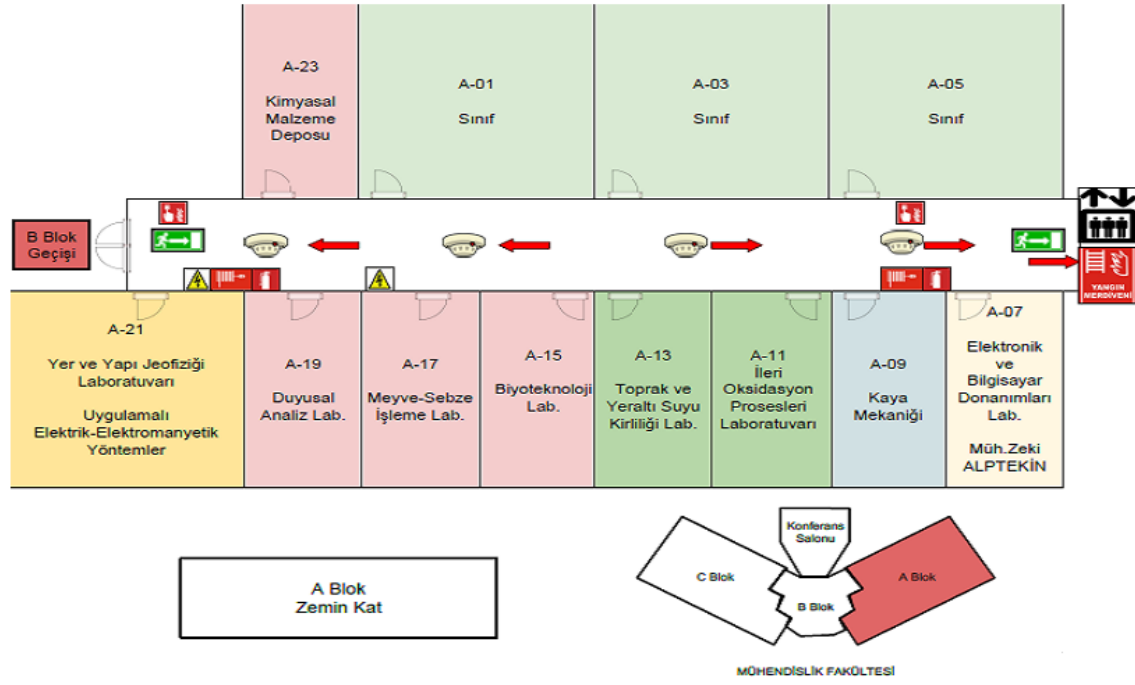 A-23
Kimyasal
Malzeme
Deposu
A-01
Sınıf
A-03
Sınıf
A-05
Sınıf
B Blok
Geçişi
YANGIN
MERDİVENİ
A-21
Yer ve Yapı Jeofiziği
Laboratuvarı
Uygulamalı
Elektrik-Elektromanyetik
Yöntemler
A-19
Duyusal
Analiz Lab.
A-17
Meyve-Sebze
İşleme Lab.
A-15
Biyoteknoloji
Lab.
A-13
Toprak ve
Yeraltı Suyu
Kirliliği Lab.
A-11
İleri
Oksidasyon
Prosesleri
Laboratuvarı
A-09
Kaya
Mekaniği
A-07
Elektronik
ve
Bilgisayar
Donanımları
Lab.
Müh.Zeki
ALPTEKİN
A Blok
Zemin Kat
Konferans
Salonu
C Blok
B Blok
A Blok
MÜHENDİSLİK FAKÜLTESİ